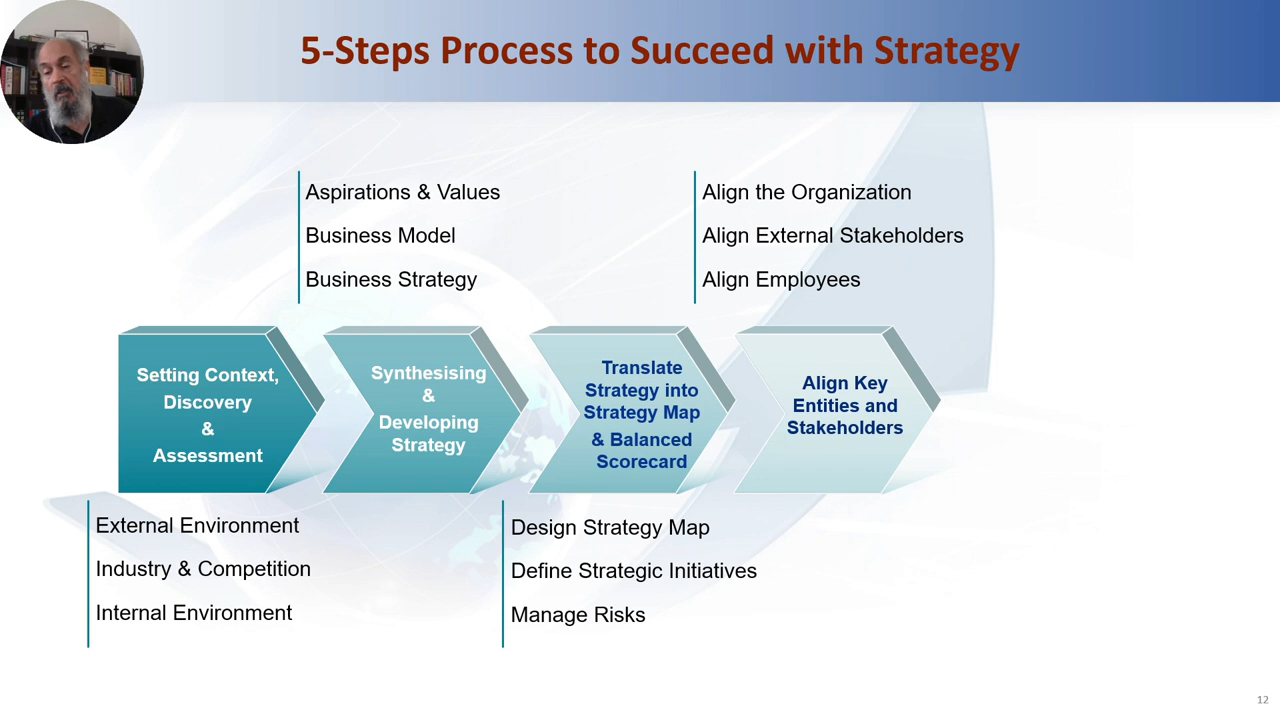 5-Steps Process to Succeed with Strategy
Aspirations & Values
Business Model
Business Strategy
Align the Organization
Align External Stakeholders
Align Employees
Setting Context,
Discovery
&
Assessment
Synthesising
&
Developing
Strategy
Translate
Strategy into
Strategy Map
& Balanced
Scorecard
Align Key
Entities and
Stakeholders
External Environment
Industry & Competition
Internal Environment
Design Strategy Map
Define Strategic Initiatives
Manage Risks
12